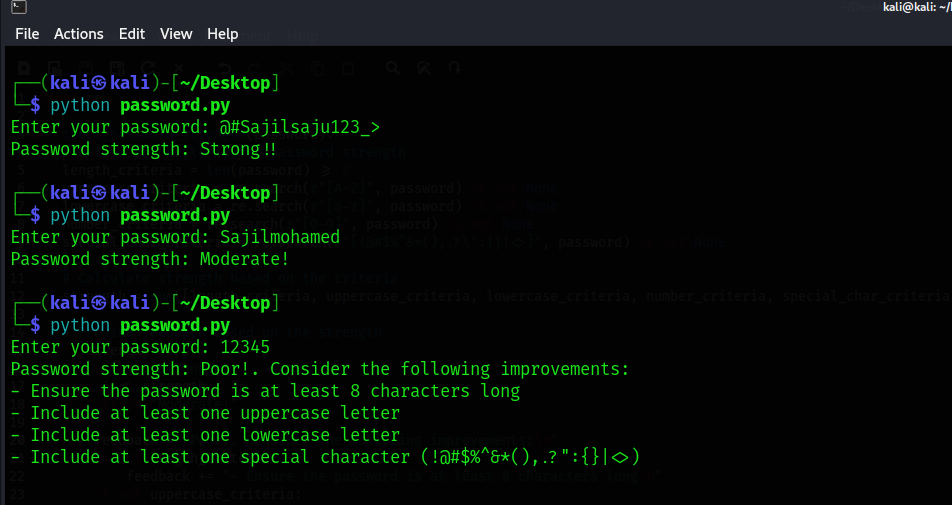 kali@kali: ~/
File Actions Edit View Help
┌──(kali㉿kali)-[~/Desktop]
└─$ python password.py
Enter your password: @#Sajilsaju123_>
Password strength: Strong!!
┌──(kali㉿kali)-[~/Desktop]
└─$ python password.py
Enter your password: Sajilmohamed
Password strength: Moderate!
┌──(kali㉿kali)-[~/Desktop]
└─$ python password.py
Enter your password: 12345
Password strength: Poor!. Consider the following improvements:
- Ensure the password is at least 8 characters long
- Include at least one uppercase letter
- Include at least one lowercase letter
- Include at least one special character (!@#$%^&*(),.?":{}|<>)